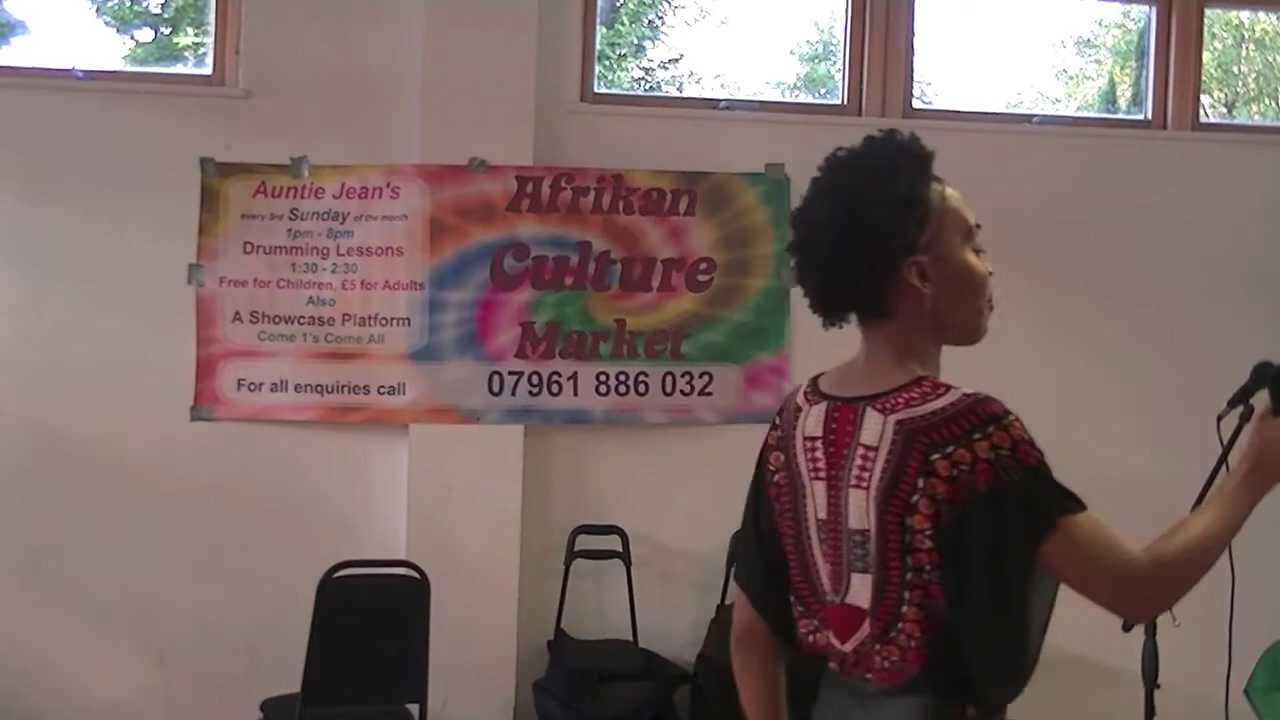 Auntie Jean's
every 3rd Sunday of the month
1pm - 8pm
Drumming Lessons
1:30 - 2:30
Free for Children, £5 for Adults
Also
A Showcase Platform
Come 1's Come All
For all enquiries call
Afrikan
Culture
Market
07961 886 032